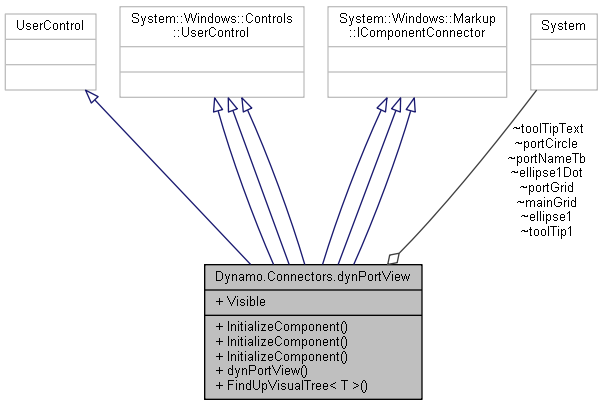 UserControl
System::Windows::Controls
::UserControl
System::Windows::Markup
::IComponentConnector
System
~toolTipText
~portCircle
~portNameTb
~ellipse1Dot
~portGrid
~mainGrid
~ellipse1
~toolTip1
Dynamo.Connectors.dynPortView
+ Visible
+ InitializeComponent()
+ InitializeComponent()
+ InitializeComponent()
+ dynPortView()
+ FindUpVisualTree< T >()